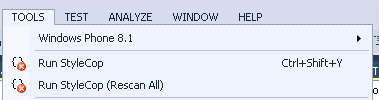 TOOLS TEST ANALYZE WINDOW HELP
Windows Phone 8.1
Run StyleCop Ctrl+Shift+Y
Run StyleCop (Rescan All)